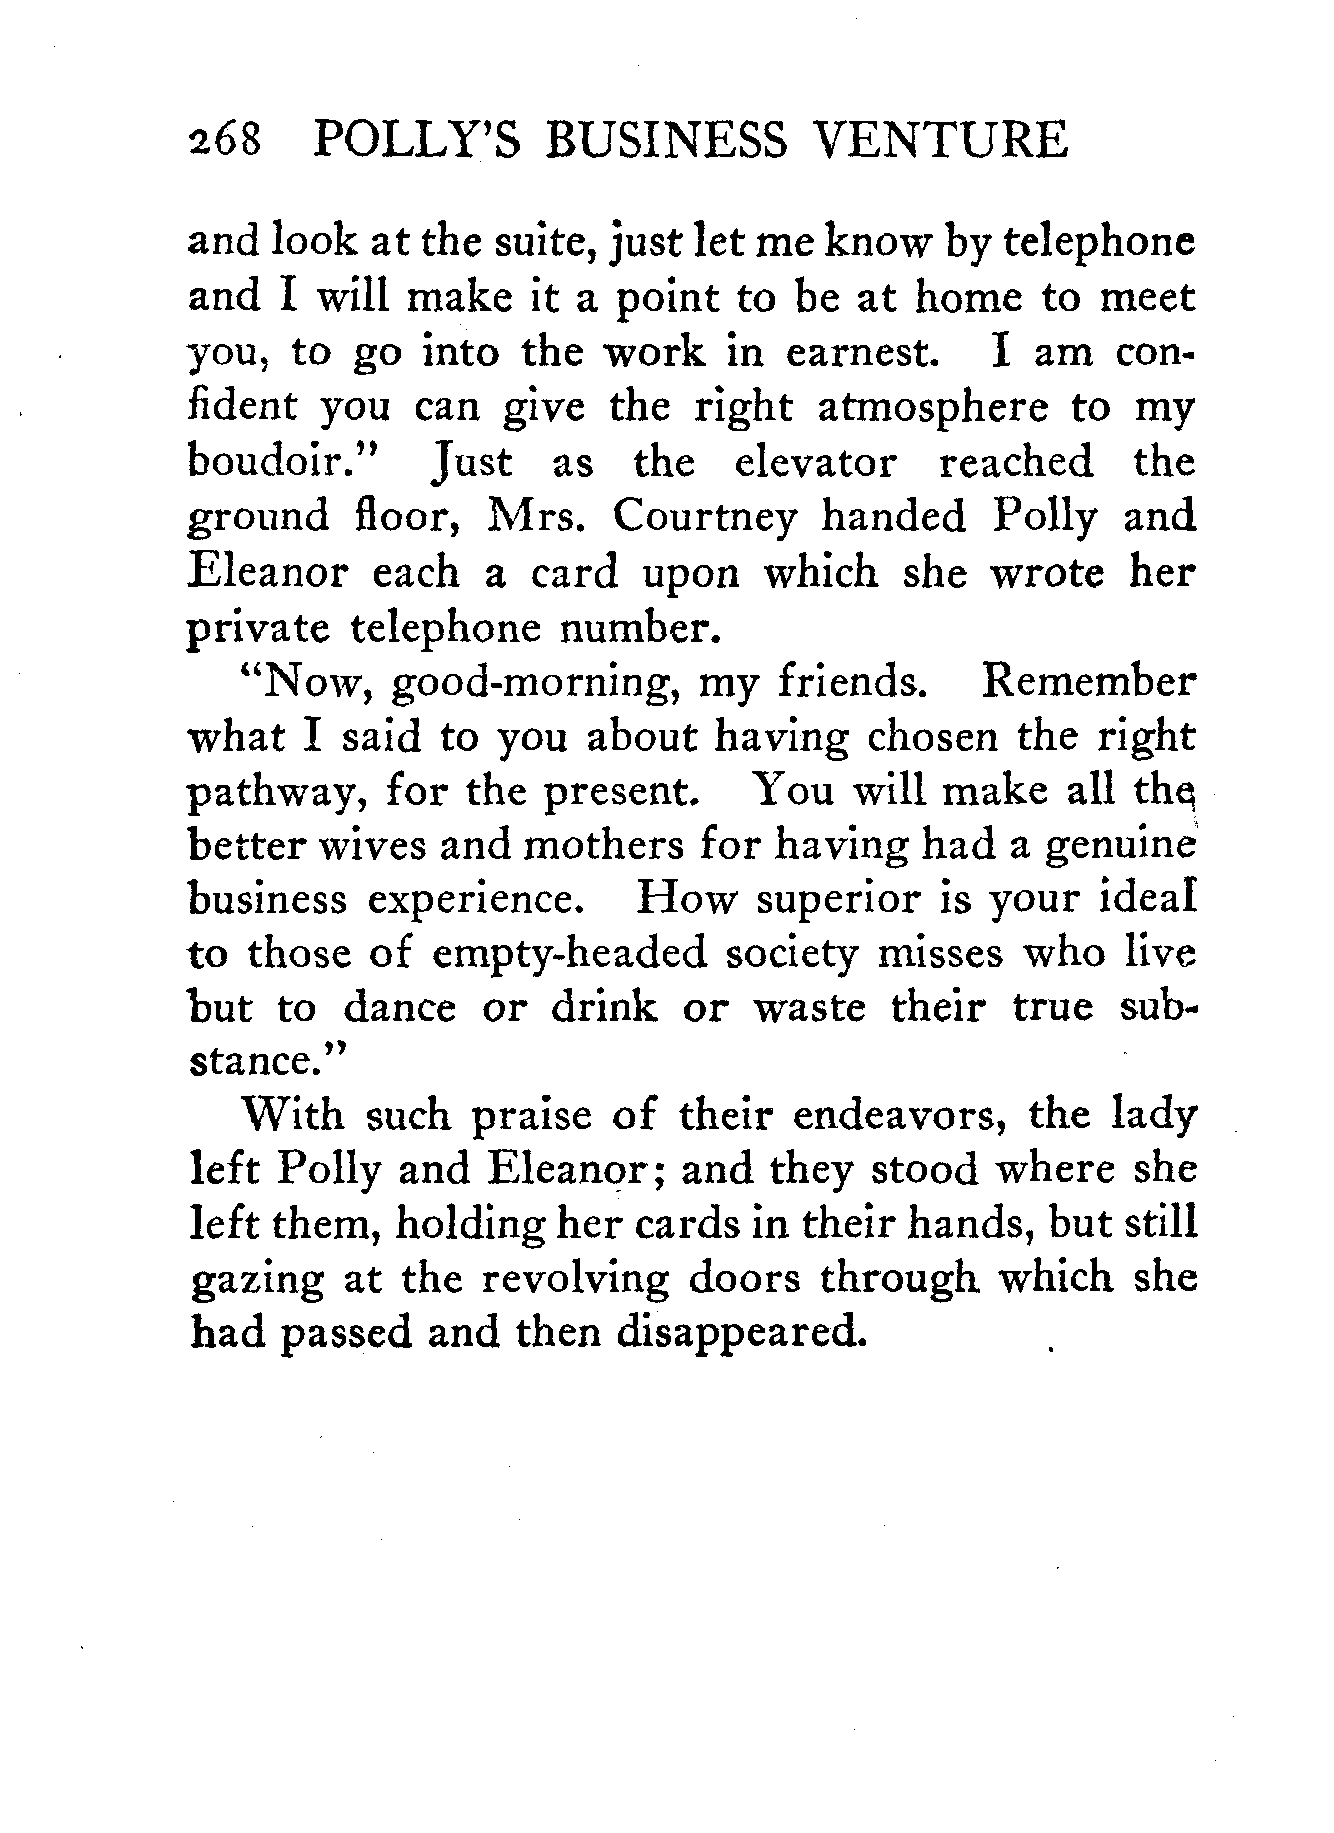 268 POLLY'S BUSINESS VENTURE
and look at the suite, just let me know by telephone
and I will make it a point to be at home to meet
you, to go into the work in earnest. I am con-
fident you can give the right atmosphere to my
boudoir." Just as the elevator reached the
ground floor, Mrs. Courtney handed Polly and
Eleanor each a card upon which she wrote her
private telephone number.
"Now, good-morning, my friends. Remember
what I said to you about having chosen the right
pathway, for the present. You will make all the
better wives and mothers for having had a genuine
business experience. How superior is your ideal
to those of empty-headed society misses who live
but to dance or drink or waste their true sub-
stance."
With such praise of their endeavors, the lady
left Polly and Eleanor; and they stood where she
left them, holding her cards in their hands, but still
gazing at the revolving doors through which she
had passed and then disappeared.